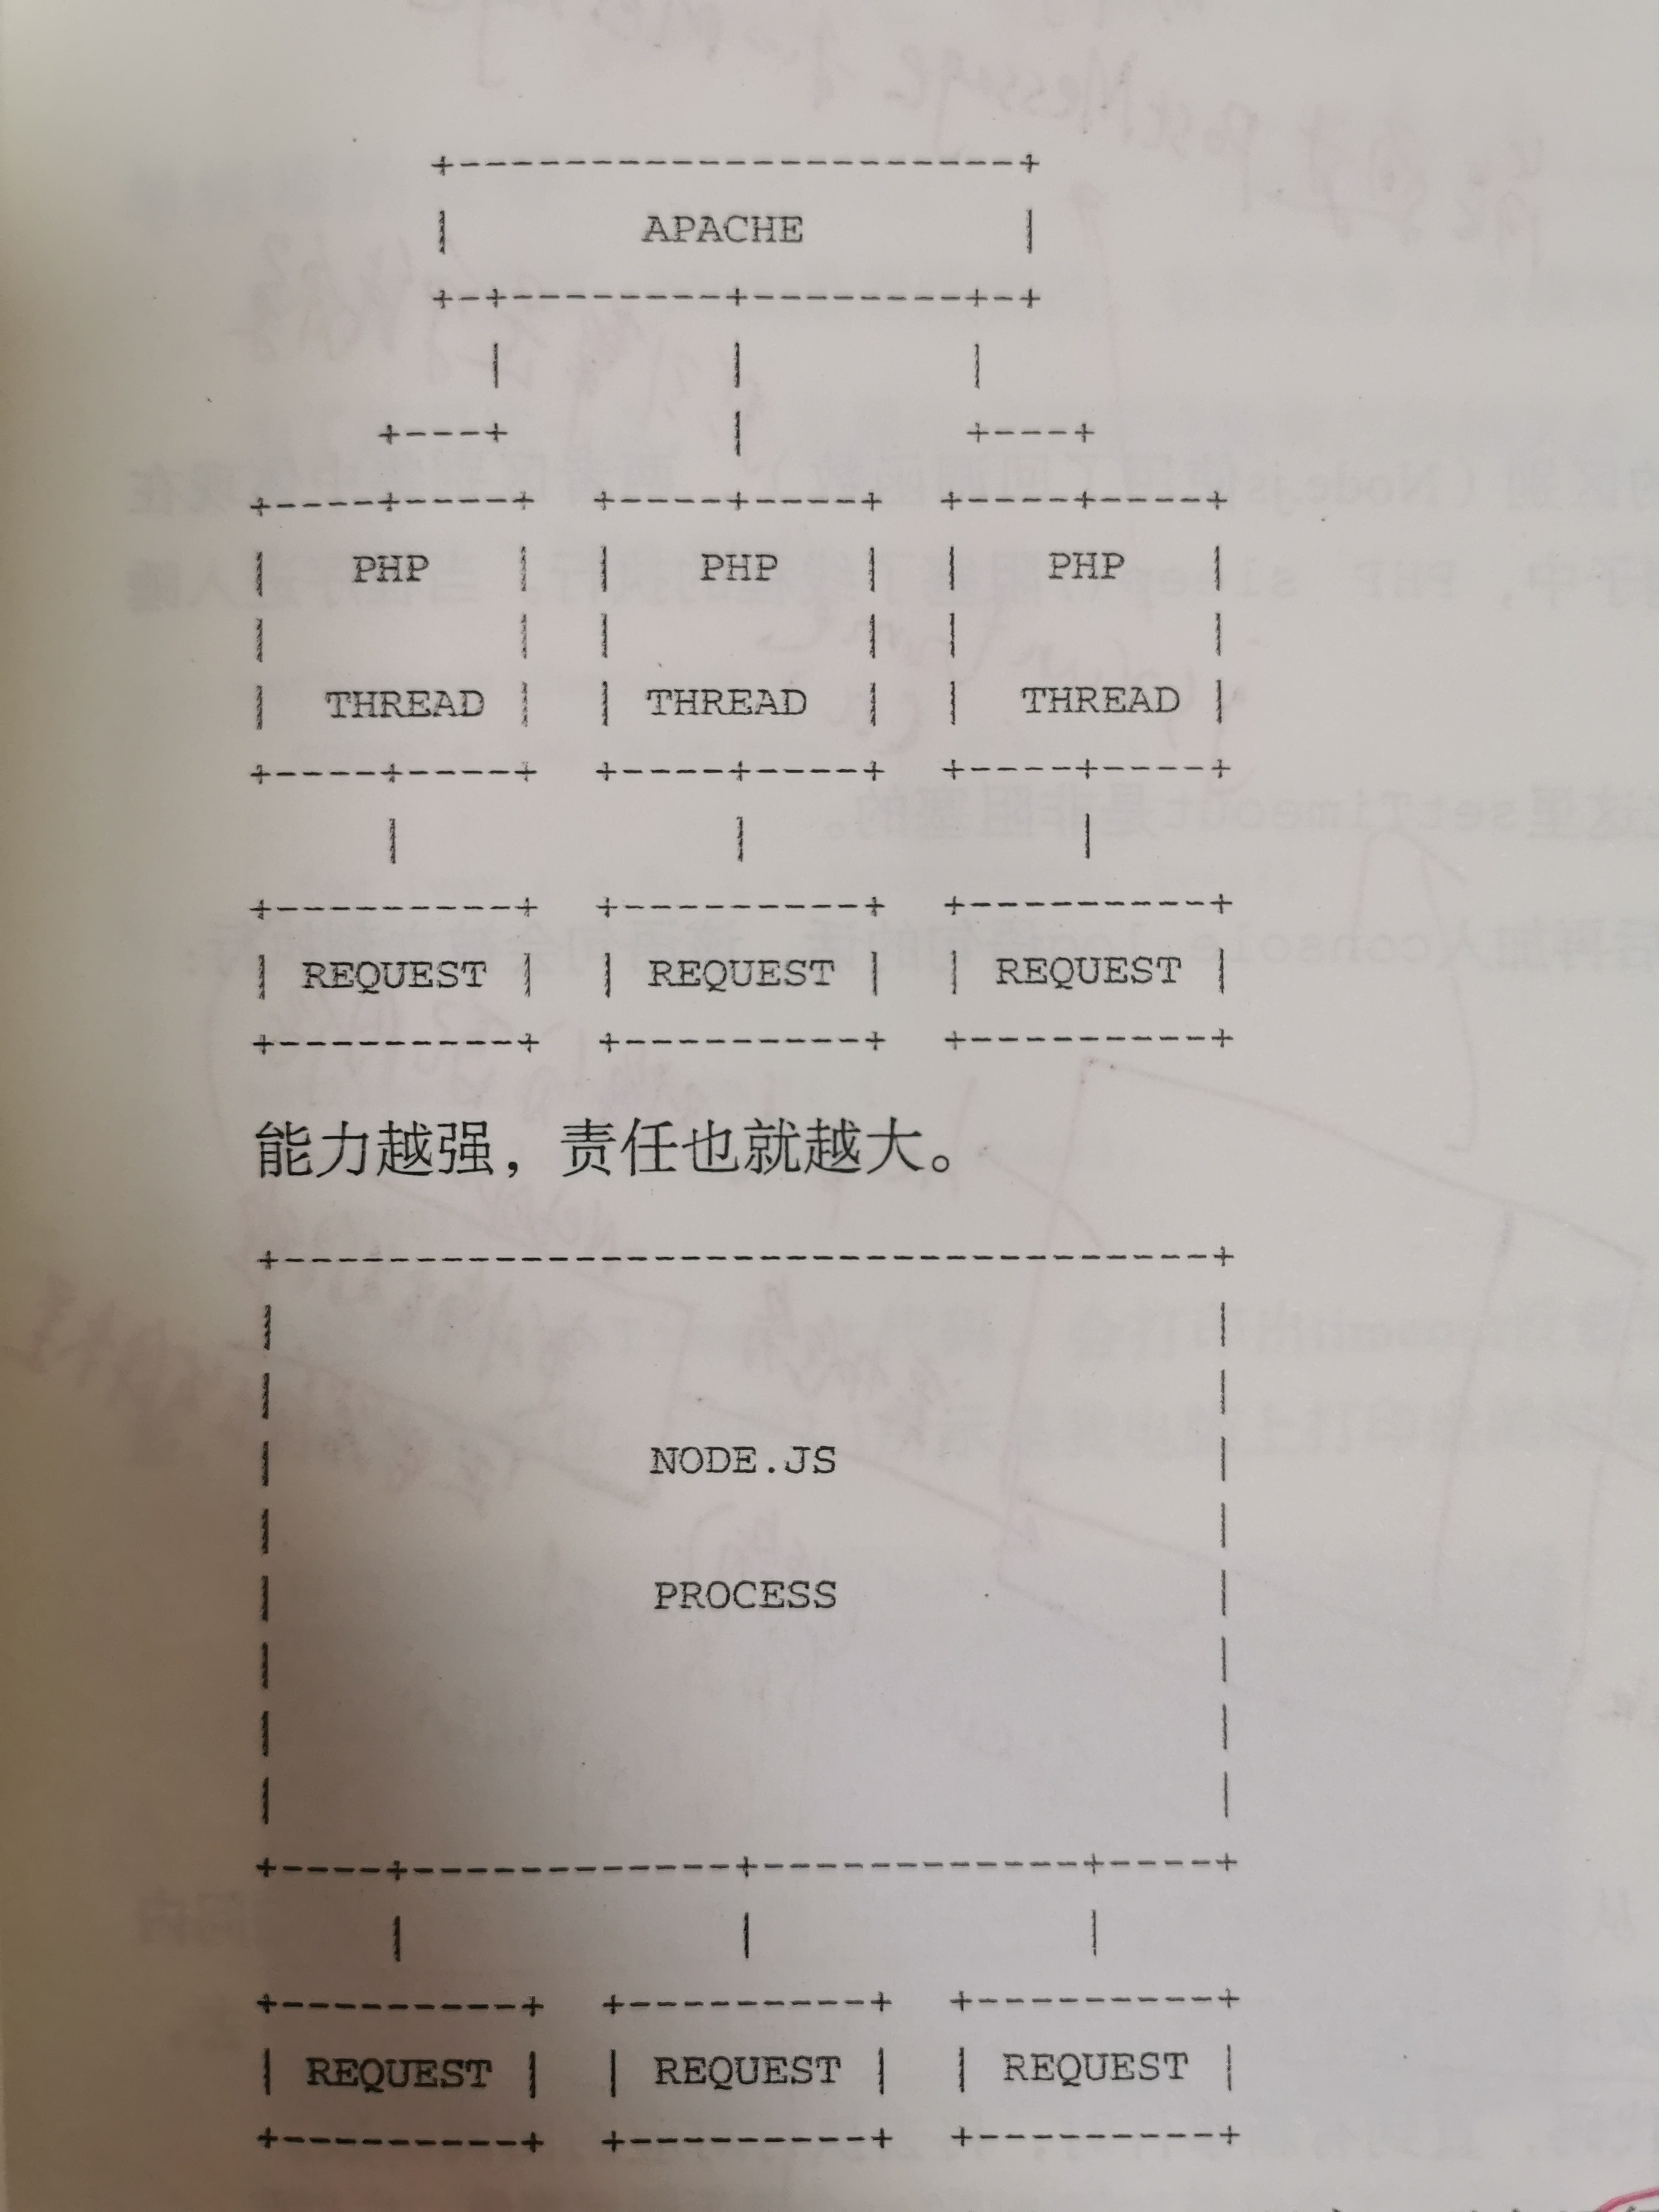 APACHE
PHP PHP PHP
THREAD THREAD THREAD
REQUEST REQUEST REQUEST
能力越强，责任也就越大。
NODE.JS
PROCESS
REQUEST REQUEST REQUEST